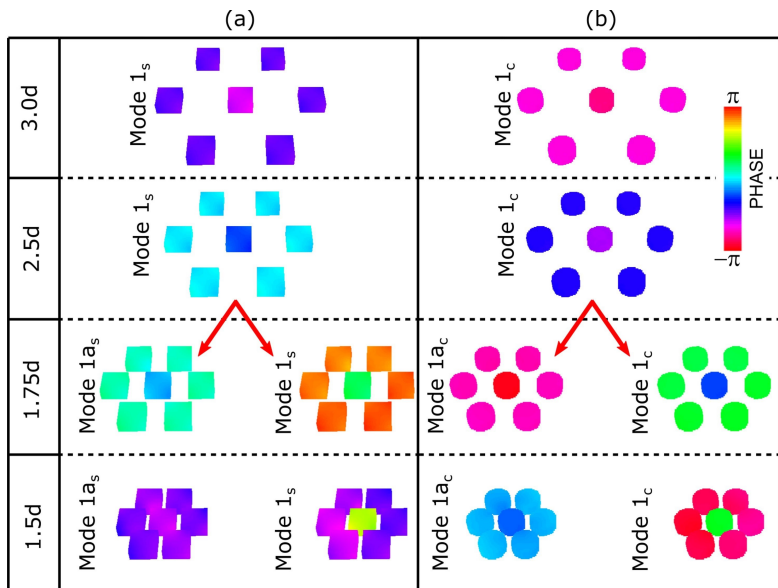 (a) (b)
3.0d
Mode 1s
Mode 1c
π
PHASE
−π
2.5d
Mode 1s
Mode 1c
1.75d
Mode 1as
Mode 1s
Mode 1ac
Mode 1c
1.5d
Mode 1as
Mode 1s
Mode 1ac
Mode 1c